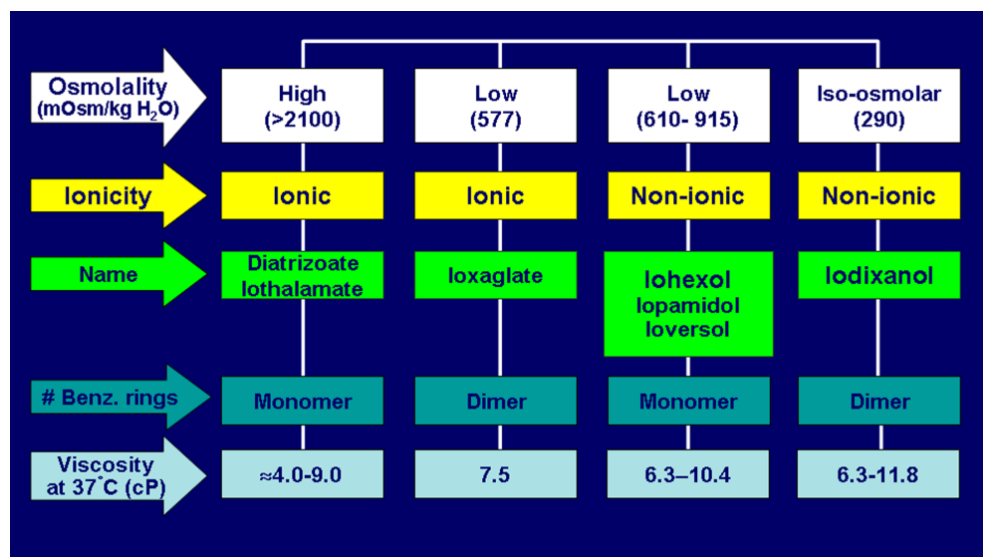 Osmolality
(mOsm/kg H₂O)
High
(>2100)
Low
(577)
Low
(610- 915)
Iso-osmolar
(290)
Ionicity
Ionic
Ionic
Non-ionic
Non-ionic
Name
Diatrizoate
Iothalamate
Ioxaglate
Iohexol
Iopamidol
Ioversol
Iodixanol
# Benz. rings
Monomer
Dimer
Monomer
Dimer
Viscosity
at 37°C (cP)
≈4.0-9.0
7.5
6.3–10.4
6.3-11.8